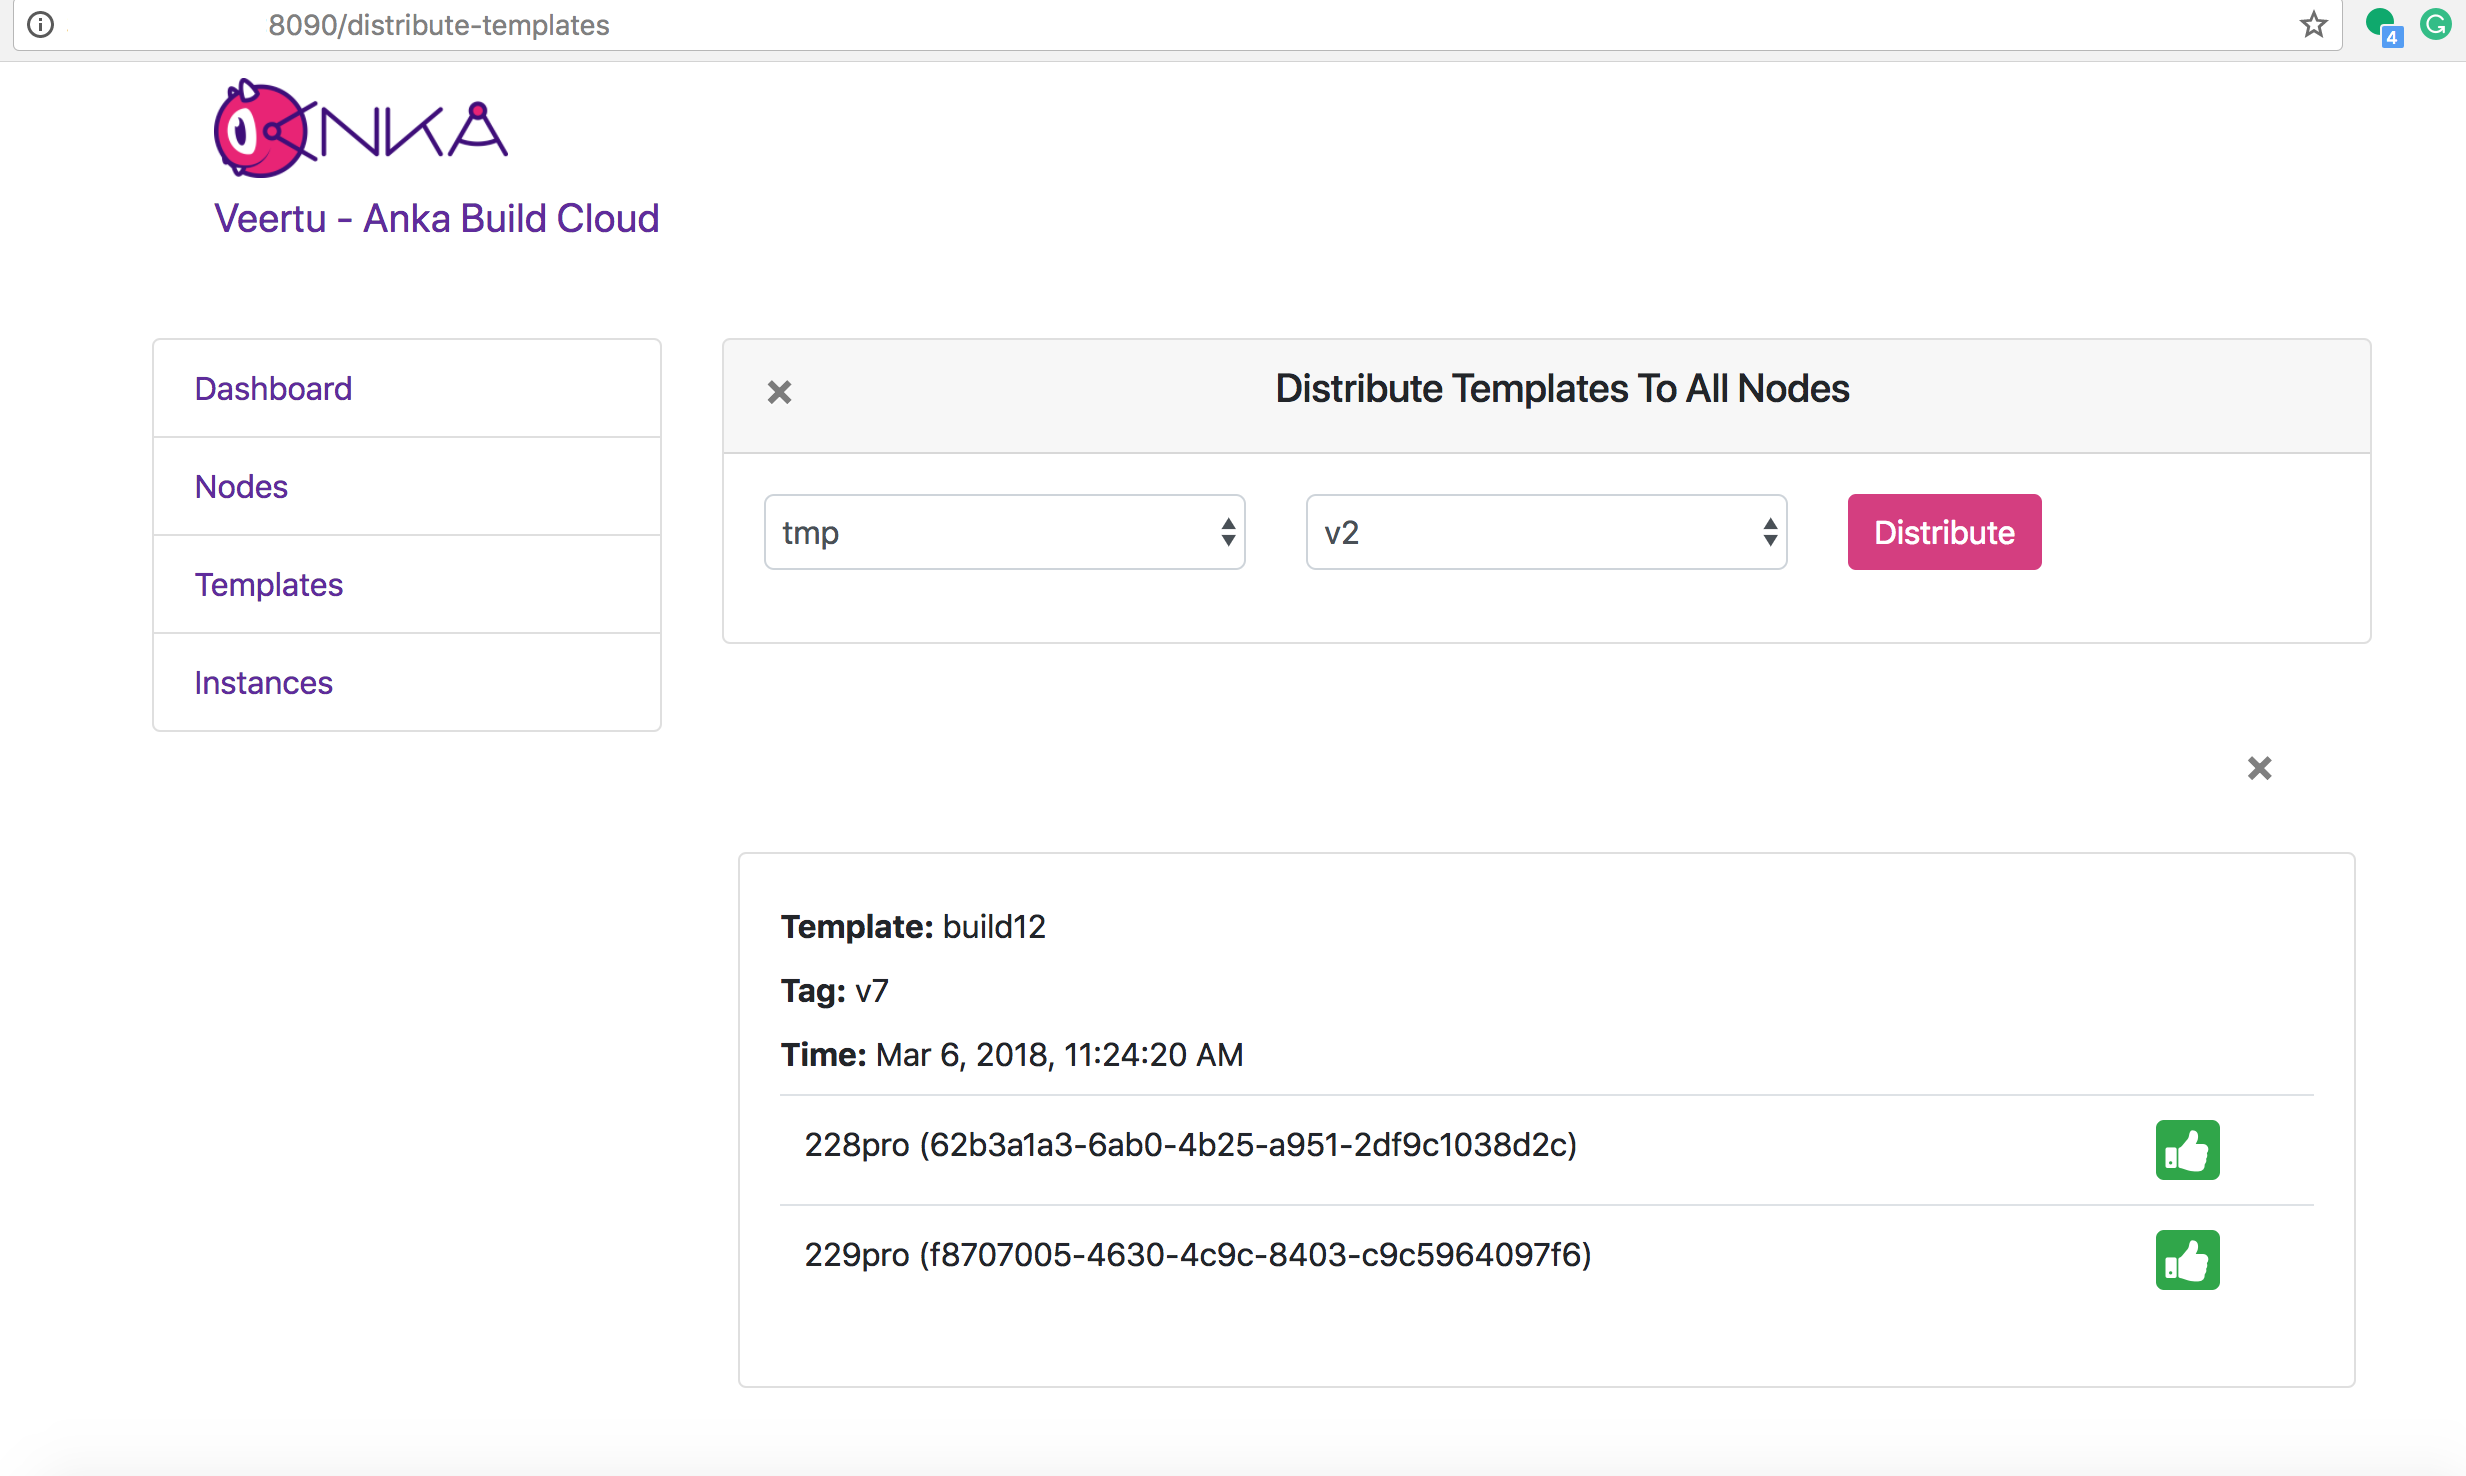 8090/distribute-templates
4
G
ANKA
Veertu - Anka Build Cloud
Dashboard
Nodes
Templates
Instances
Distribute Templates To All Nodes
tmp
v2
Distribute
Template: build12
Tag: v7
Time: Mar 6, 2018, 11:24:20 AM
228pro (62b3a1a3-6ab0-4b25-a951-2df9c1038d2c)
229pro (f8707005-4630-4c9c-8403-c9c5964097f6)